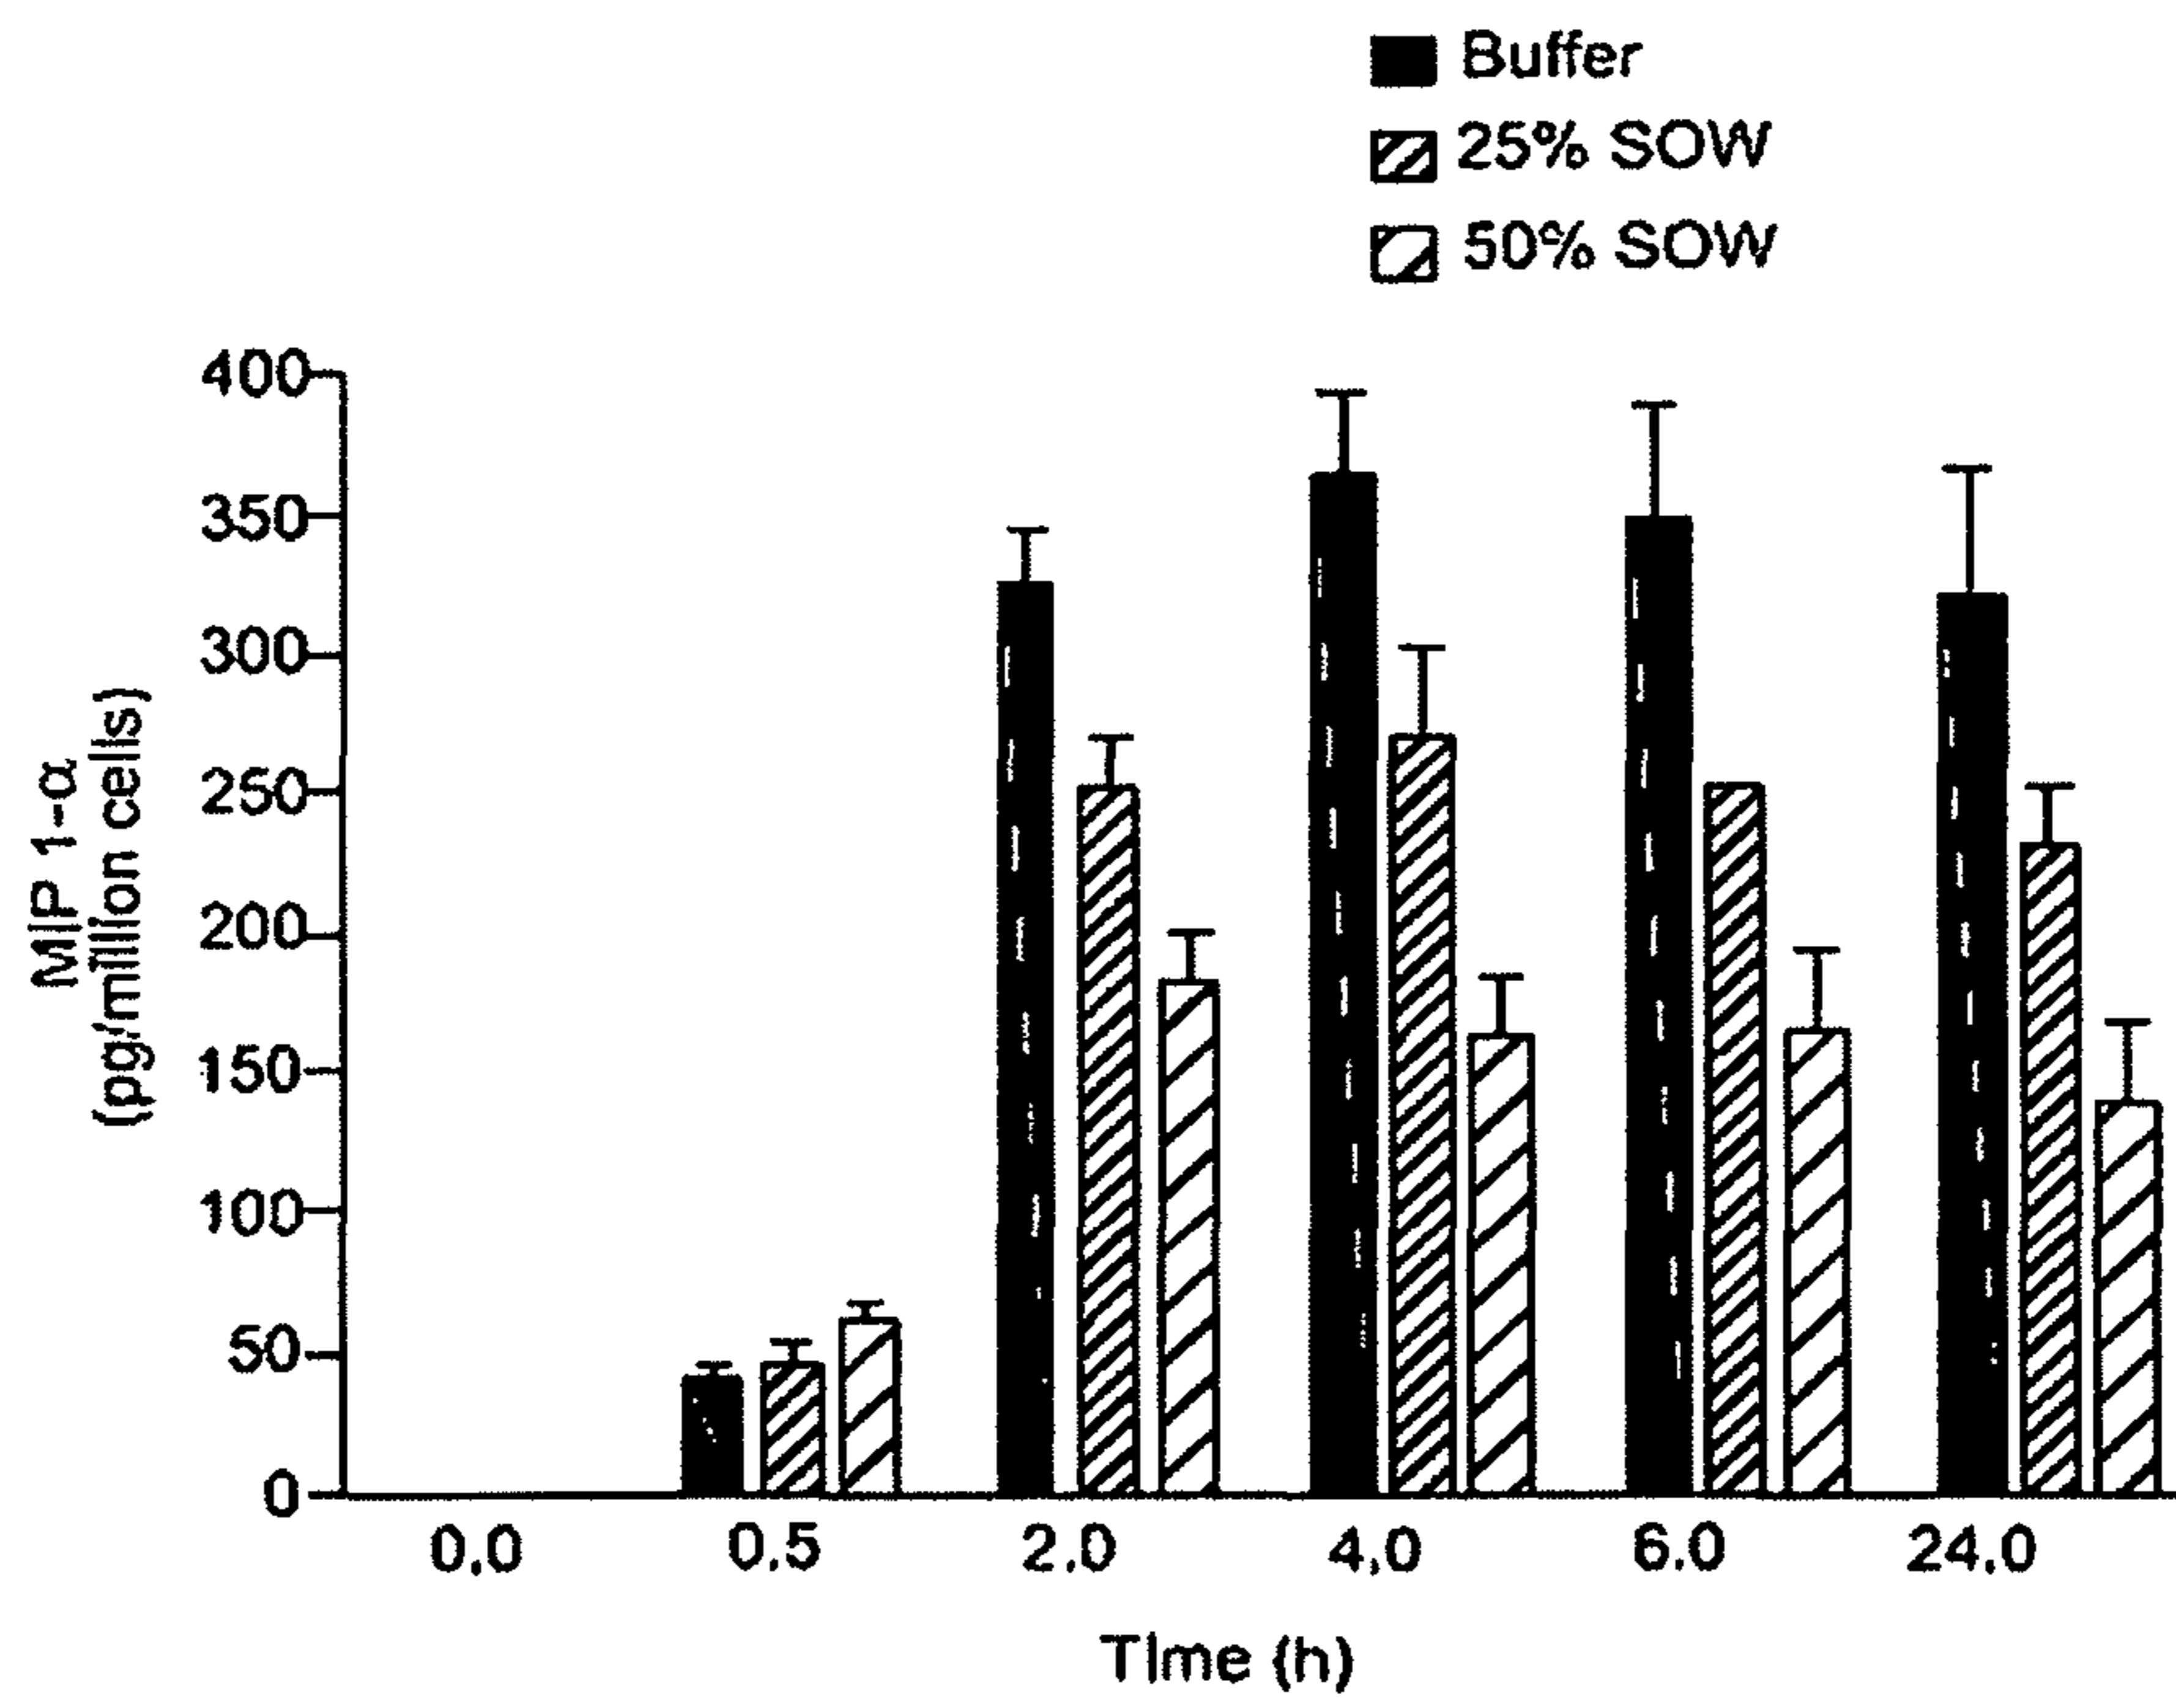 Buffer
25% SOW
50% SOW
400
350
300
250
200
150
100
50
0
MIP 1-α
(pg/million cells)
0,0
0,5
2,0
4,0
6.0
24,0
Time (h)